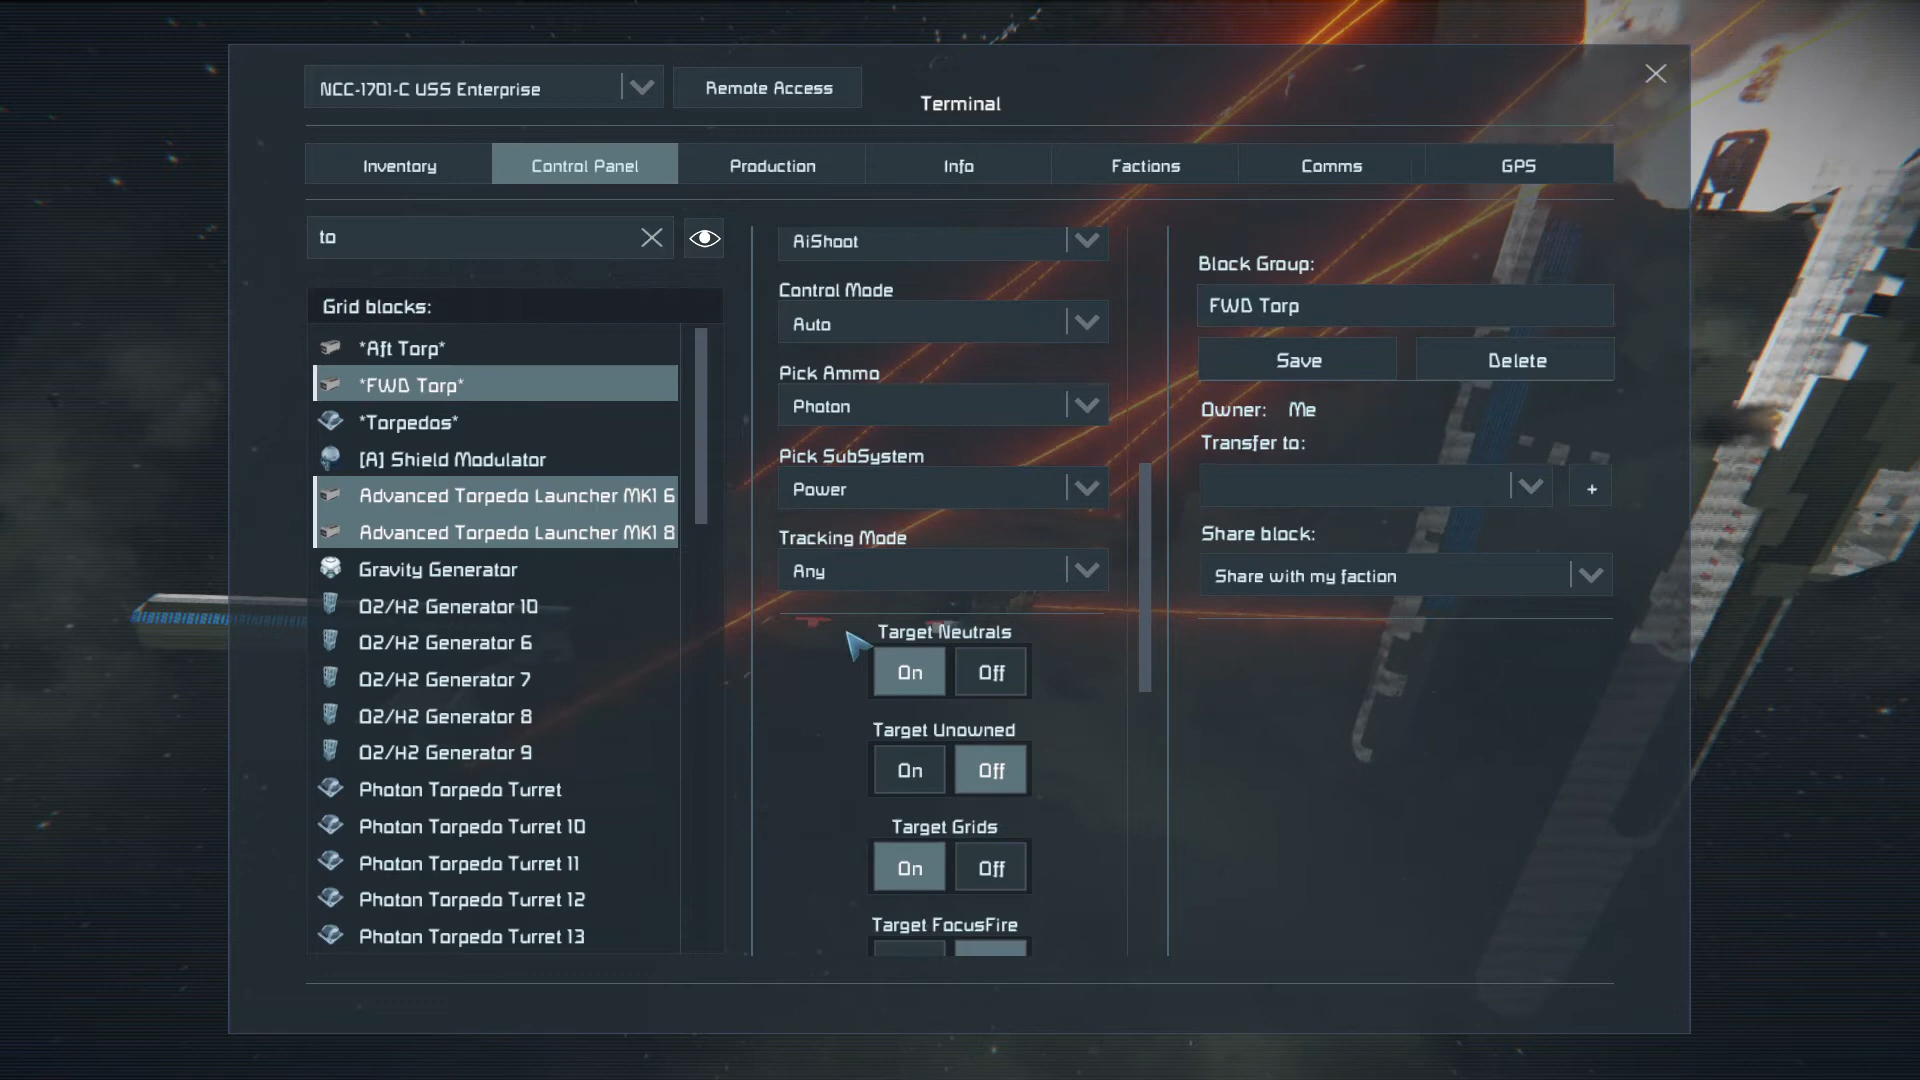 NCC-1701-C USS Enterprise
Remote Access
Terminal
Inventory
Control Panel
Production
Info
Factions
Comms
GPS
to
Grid blocks:
*Aft Torp*
*FWD Torp*
*Torpedos*
[A] Shield Modulator
Advanced Torpedo Launcher MK1 6
Advanced Torpedo Launcher MK1 8
Gravity Generator
O2/H2 Generator 10
O2/H2 Generator 6
O2/H2 Generator 7
O2/H2 Generator 8
O2/H2 Generator 9
Photon Torpedo Turret
Photon Torpedo Turret 10
Photon Torpedo Turret 11
Photon Torpedo Turret 12
Photon Torpedo Turret 13
AiShoot
Control Mode
Auto
Pick Ammo
Photon
Pick SubSystem
Power
Tracking Mode
Any
Target Neutrals
On Off
Target Unowned
On Off
Target Grids
On Off
Target FocusFire
Block Group:
FWD Torp
Save
Delete
Owner: Me
Transfer to:
+
Share block:
Share with my faction